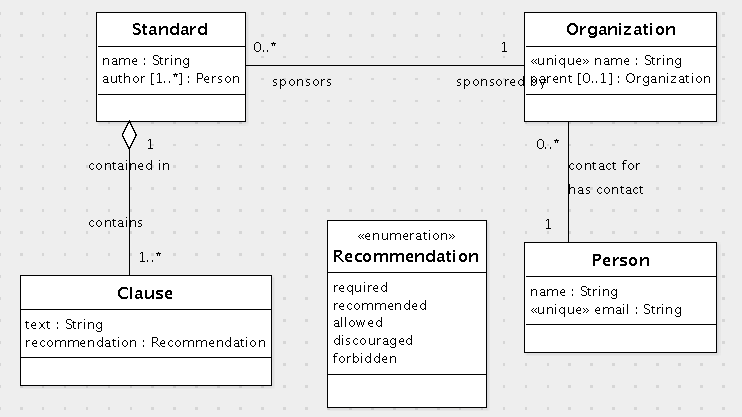 Standard
name : String
author [1..*] : Person
0..*
1
sponsors
sponsored by
Organization
«unique» name : String
parent [0..1] : Organization
1
contained in
contains
1..*
0..*
contact for
has contact
1
Clause
text : String
recommendation : Recommendation
«enumeration»
Recommendation
required
recommended
allowed
discouraged
forbidden
Person
name : String
«unique» email : String